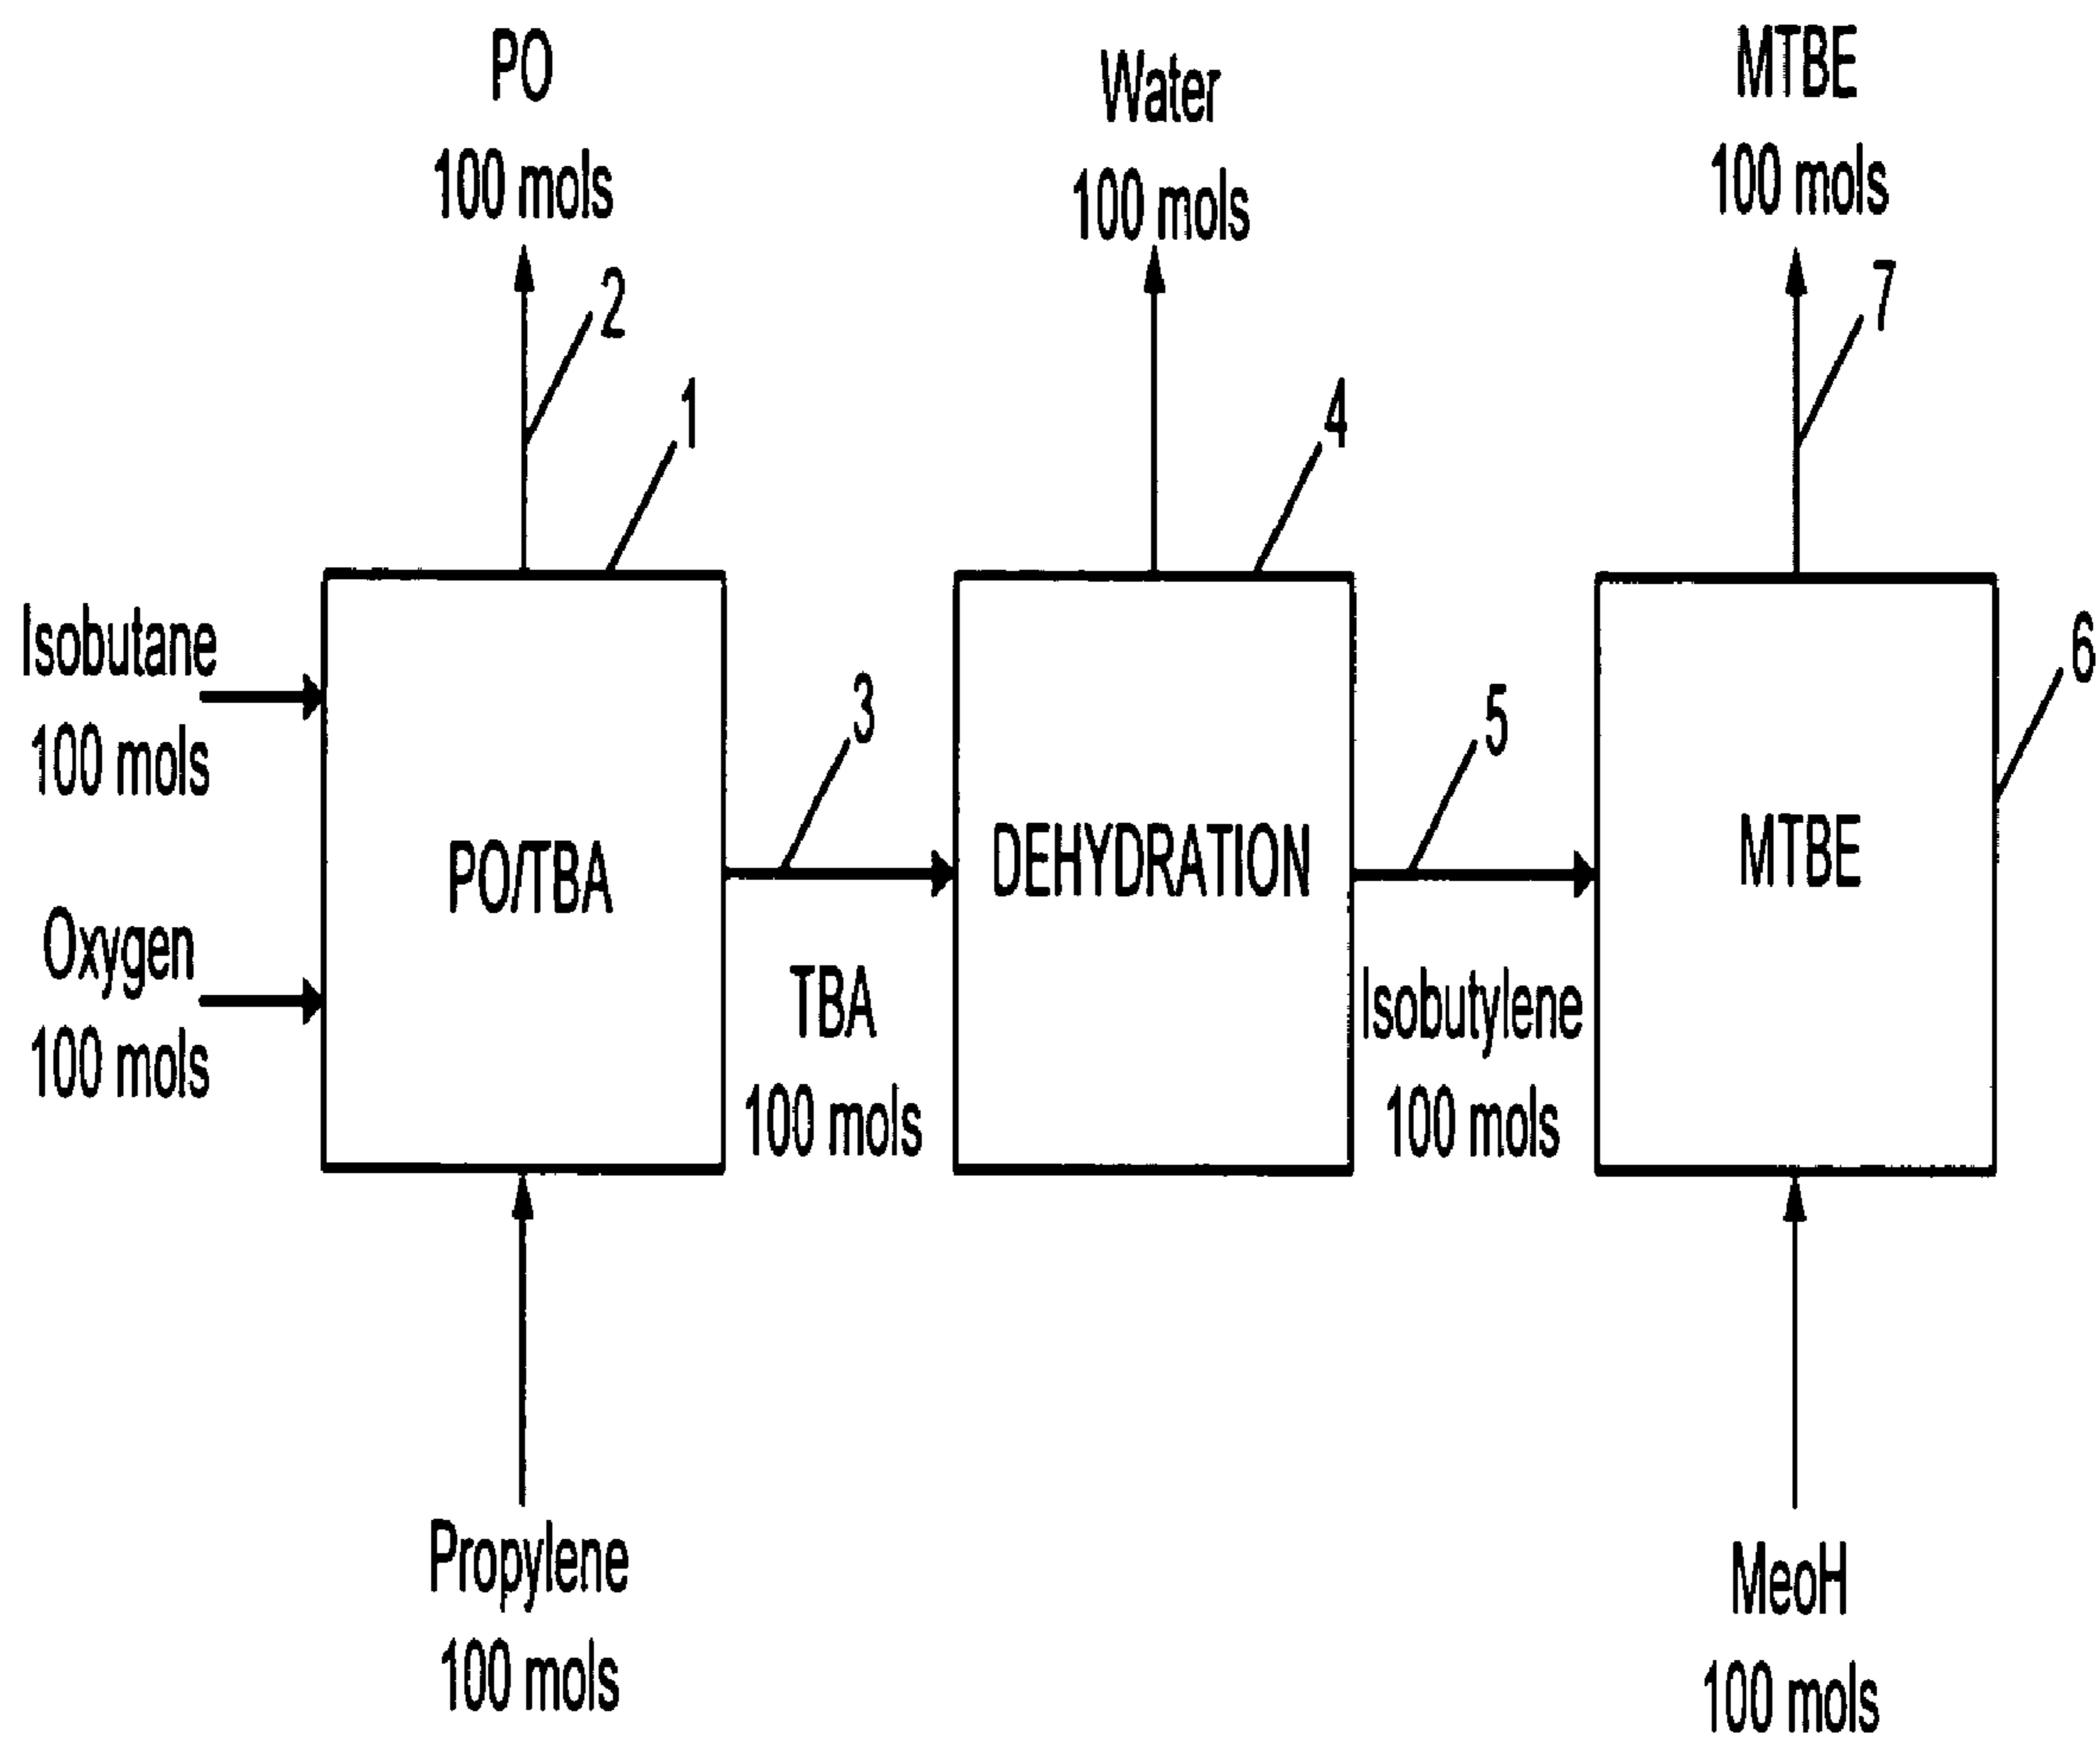 PO
100 mols
Water
100 mols
MTBE
100 mols
2
7
1
4
Isobutane
100 mols
6
3
5
PO/TBA
DEHYDRATION
MTBE
Oxygen
100 mols
TBA
100 mols
Isobutylene
100 mols
Propylene
100 mols
MeoH
100 mols